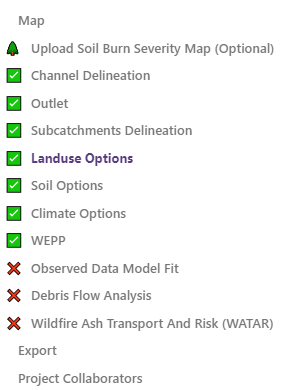 Map
Upload Soil Burn Severity Map (Optional)
Channel Delineation
Outlet
Subcatchments Delineation
Landuse Options
Soil Options
Climate Options
WEPP
Observed Data Model Fit
Debris Flow Analysis
Wildfire Ash Transport And Risk (WATAR)
Export
Project Collaborators